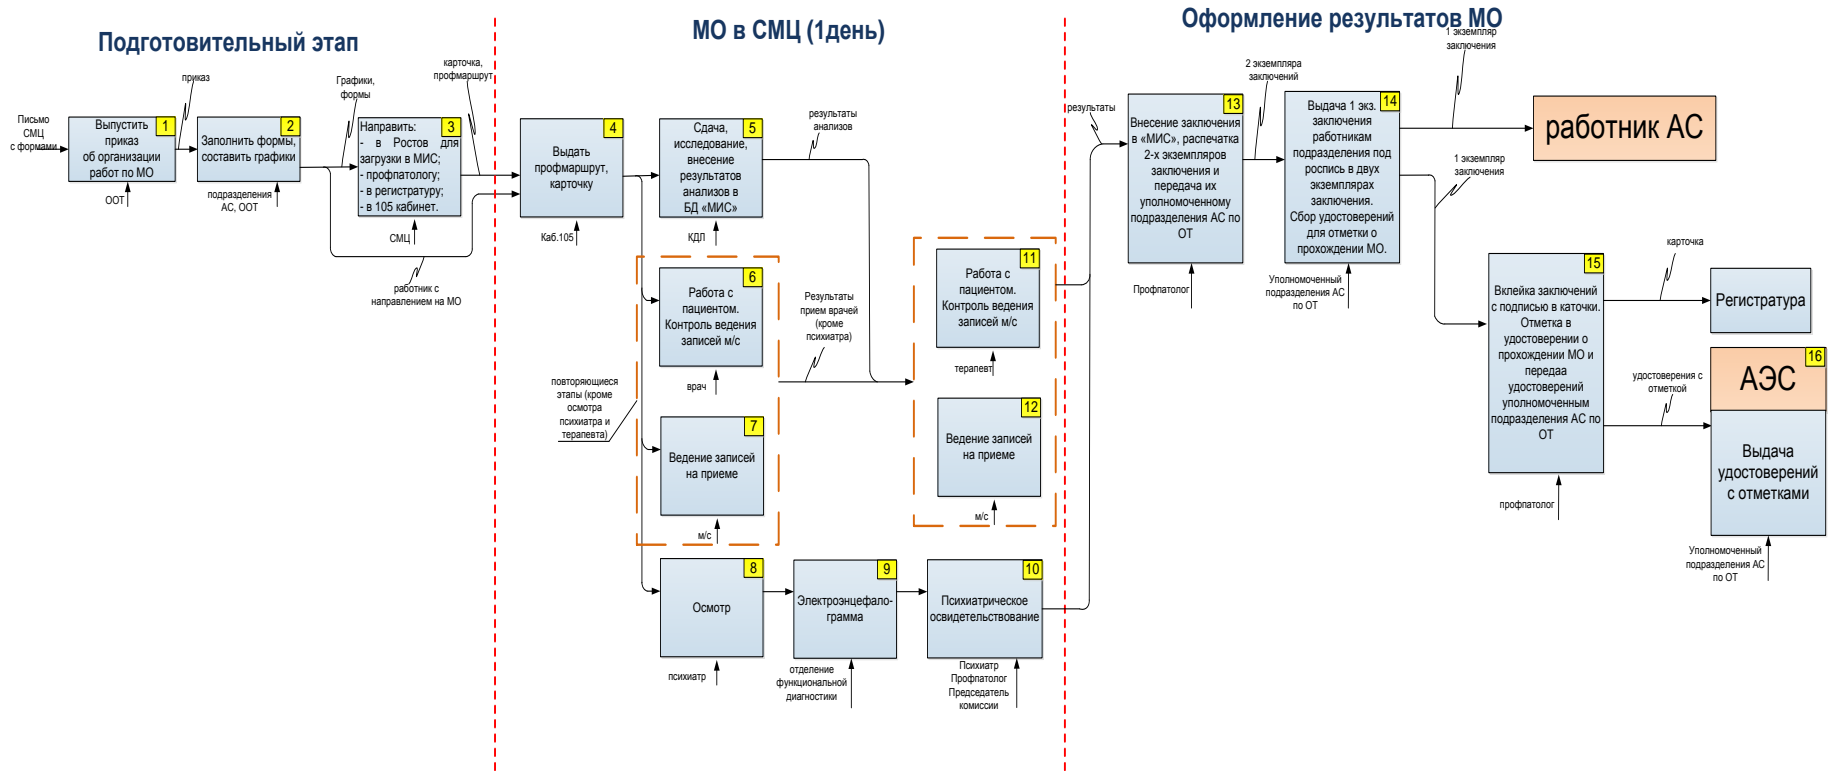 Подготовительный этап
МО в СМЦ (1день)
Оформление результатов МО
Письмо
СМЦ
с формами
1
Выпустить
приказ
об организации
работ по МО
ООТ
приказ
2
Заполнить формы,
составить графики
подразделения
АС, ООТ
Графики,
формы
3
Направить:
- в Ростов для
загрузки в МИС;
- профпатологу;
- в регистратуру;
- в 105 кабинет.
СМЦ
работник с
направлением на МО
карточка,
профмаршрут
4
Выдать
профмаршрут,
карточку
Каб.105
5
Сдача,
исследование,
внесение
результатов
анализов в
БД «МИС»
КДЛ
результаты
анализов
6
Работа с
пациентом.
Контроль ведения
записей м/с
врач
повторяющиеся
этапы (кроме
осмотра
психиатра и
терапевта)
7
Ведение записей
на приеме
м/с
Результаты
прием врачей
(кроме
психиатра)
8
Осмотр
психиатр
9
Электроэнцефало-
грамма
отделение
функциональной
диагностики
10
Психиатрическое
освидетельствование
Психиатр
Профпатолог
Председатель
комиссии
11
Работа с
пациентом.
Контроль ведения
записей м/с
терапевт
12
Ведение записей
на приеме
м/с
результаты
13
Внесение заключения
в «МИС», распечатка
2-х экземпляров
заключения и
передача их
уполномоченному
подразделения АС по
ОТ
Профпатолог
2 экземпляра
заключений
14
Выдача 1 экз.
заключения
работникам
подразделения под
роспись в двух
экземплярах
заключения.
Сбор удостоверений
для отметки о
прохождении МО.
Уполномоченный
подразделения АС
по ОТ
1 экземпляр
заключения
работник АС
1 экземпляр
заключения
15
Вклейка заключений
с подписью в каточки.
Отметка в
удостоверении о
прохождении МО и
передаа
удостоверений
уполномоченным
подразделения АС по
ОТ
профпатолог
карточка
Регистратура
удостоверения с
отметкой
16
АЭС
Выдача
удостоверений
с отметками
Уполномоченный
подразделения АС
по ОТ